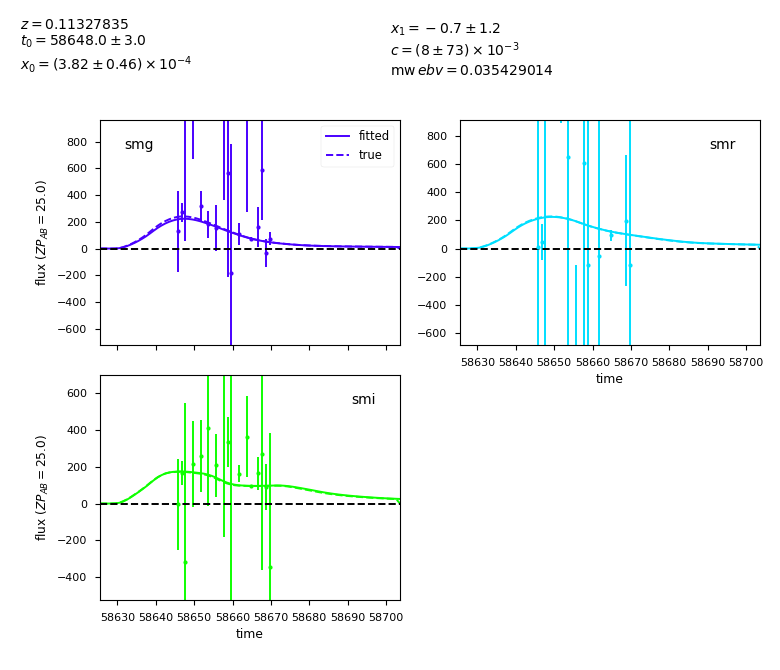 z = 0.11327835
t₀ = 58648.0 ± 3.0
x₀ = (3.82 ± 0.46) × 10⁻⁴
x₁ = −0.7 ± 1.2
c = (8 ± 73) × 10⁻³
mw ebv = 0.035429014
smg
fitted
true
flux (ZP_AB = 25.0)
800
600
400
200
0
−200
−400
−600
smr
800
600
400
200
0
−200
−400
−600
58630 58640 58650 58660 58670 58680 58690 58700
time
smi
flux (ZP_AB = 25.0)
600
400
200
0
−200
−400
58630 58640 58650 58660 58670 58680 58690 58700
time